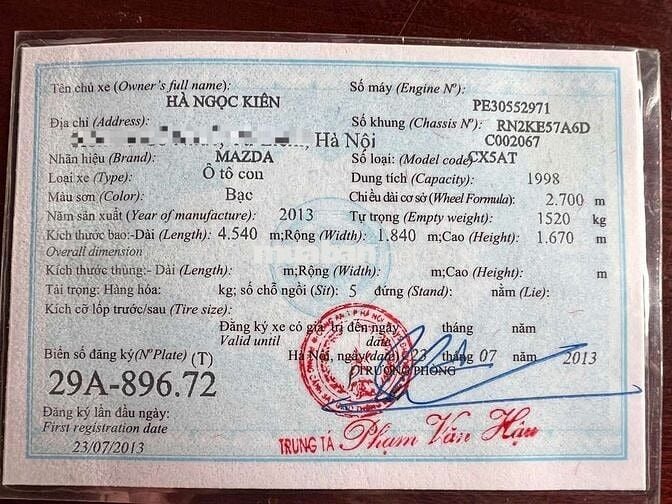 Tên chủ xe (Owner's full name): Số máy (Engine Nº):
HÀ NGỌC KIÊN PE30552971
Địa chỉ (Address): Số khung (Chassis Nº): RN2KE57A6D
Hà Nội C002067
Nhãn hiệu (Brand): MAZDA Số loại: (Model code) CX5AT
Loại xe (Type): Ô tô con Dung tích (Capacity): 1998
Màu sơn (Color): Bạc Chiều dài cơ sở (Wheel Formula): 2.700 m
Năm sản xuất (Year of manufacture): 2013 Tự trọng (Empty weight): 1520 kg
Kích thước bao:-Dài (Length): 4.540 m;Rộng (Width): 1.840 m;Cao (Height): 1.670 m
Overall dimension
Kích thước thùng:- Dài (Length): m;Rộng (Width): m;Cao (Height): m
Tải trọng: Hàng hóa: kg; số chỗ ngồi (Sit): 5 đứng (Stand): nằm (Lie):
Kích cỡ lốp trước/sau (Tire size):
Đăng ký xe có giá trị đến ngày tháng năm
Valid until date
Biển số đăng ký(NºPlate) (T) Hà Nội, ngày(date) 23 tháng 07 năm 2013
TRƯỞNG PHÒNG
29A-896.72
Đăng ký lần đầu ngày:
First registration date
23/07/2013
TRUNG TÁ Phạm Văn Hậu